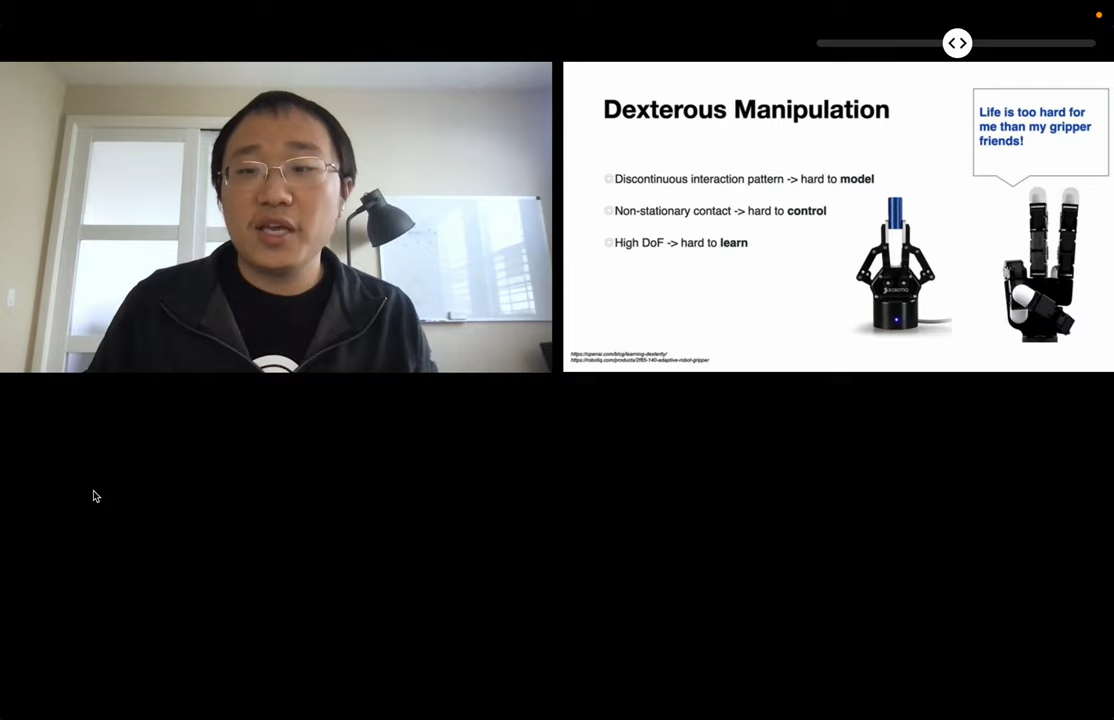 Dexterous Manipulation
Life is too hard for
me than my gripper
friends!
Discontinuous interaction pattern -> hard to model
Non-stationary contact -> hard to control
High DoF -> hard to learn
ROBOTIQ
https://openai.com/blog/learning-dexterity/
https://robotiq.com/products/2f85-140-adaptive-robot-gripper